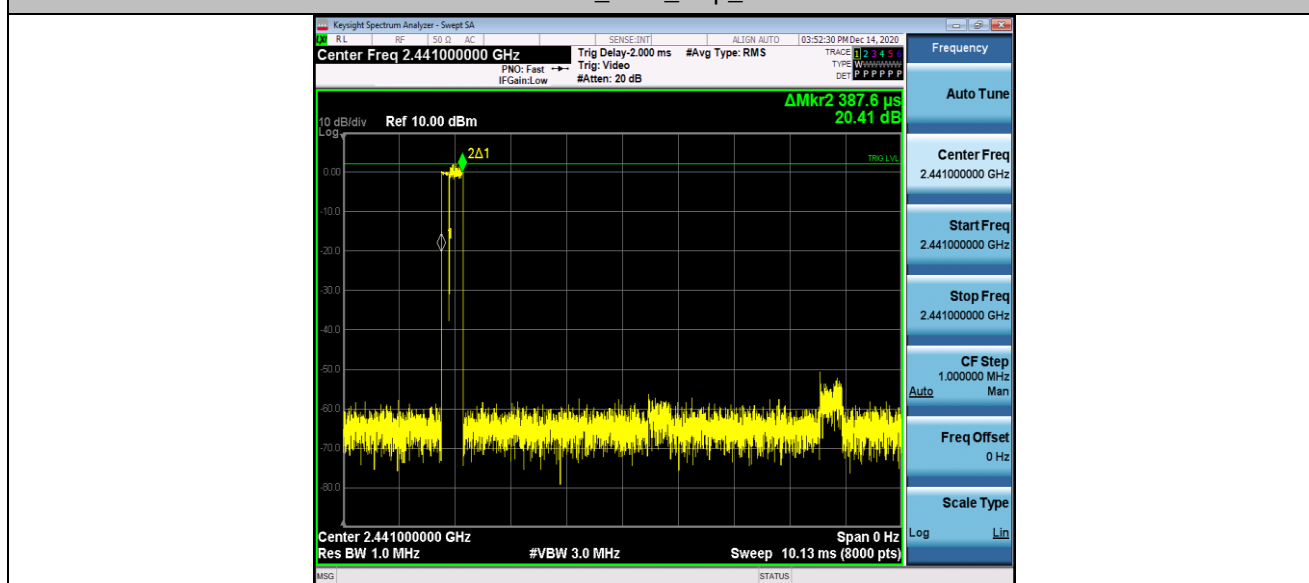 Keysight Spectrum Analyzer - Swept SA
RL RF 50 Ω AC SENSE:INT ALIGN AUTO 03:52:30 PM Dec 14, 2020
Center Freq 2.441000000 GHz
PNO: Fast
IFGain:Low
Trig Delay-2.000 ms
Trig: Video
#Atten: 20 dB
#Avg Type: RMS
TRACE 1 2 3 4 5 6
TYPE WWWWWW
DET P P P P P P
ΔMkr2 387.6 µs
20.41 dB
10 dB/div
Log
Ref 10.00 dBm
2Δ1
TRIG LVL
0.00
-10.0
-20.0
-30.0
-40.0
-50.0
-60.0
-70.0
-80.0
Center 2.441000000 GHz
Span 0 Hz
Res BW 1.0 MHz
#VBW 3.0 MHz
Sweep 10.13 ms (8000 pts)
MSG
STATUS
Frequency
Auto Tune
Center Freq
2.441000000 GHz
Start Freq
2.441000000 GHz
Stop Freq
2.441000000 GHz
CF Step
1.000000 MHz
Auto Man
Freq Offset
0 Hz
Scale Type
Log Lin